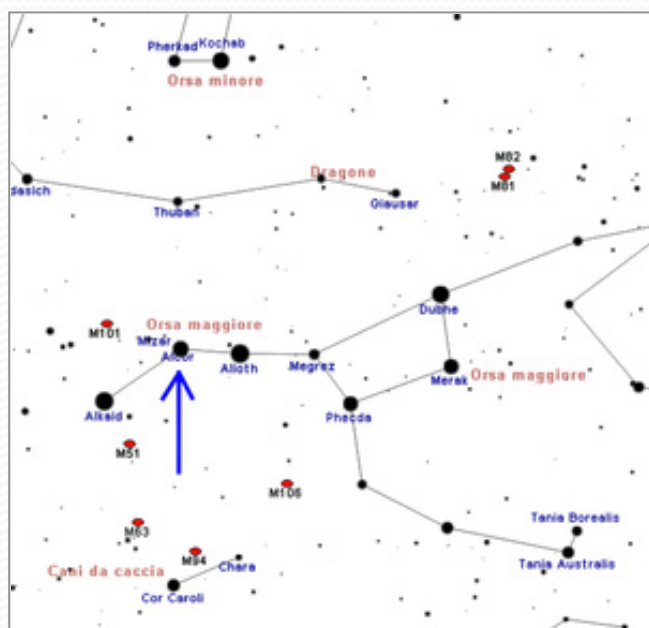 Pherkad
Kochab
Orsa minore
M82
Dragone
M81
dasich
Giausar
Thuban
Dubhe
M101
Orsa maggiore
Mizar
Alcor
Alioth
Megrez
Merak
Orsa maggiore
Alkaid
Phecda
M51
M106
Tania Borealis
M63
M94
Chara
Tania Australis
Cani da caccia
Cor Caroli